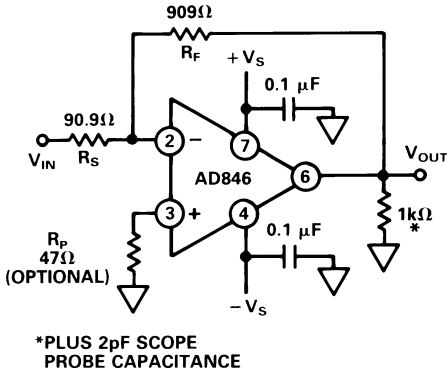 909Ω
R_F
+V_S
0.1 μF
90.9Ω
V_IN
R_S
2
−
7
AD846
6
V_OUT
3
+
4
0.1 μF
1kΩ
*
R_P
47Ω
(OPTIONAL)
−V_S
*PLUS 2pF SCOPE
PROBE CAPACITANCE